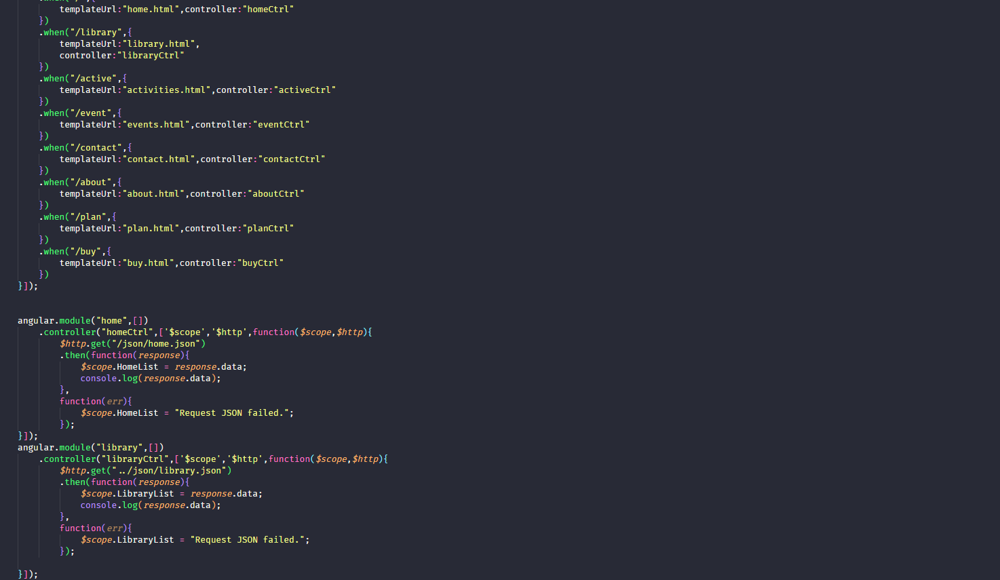 templateUrl:"home.html",controller:"homeCtrl"
})
.when("/library",{
templateUrl:"library.html",
controller:"libraryCtrl"
})
.when("/active",{
templateUrl:"activities.html",controller:"activeCtrl"
})
.when("/event",{
templateUrl:"events.html",controller:"eventCtrl"
})
.when("/contact",{
templateUrl:"contact.html",controller:"contactCtrl"
})
.when("/about",{
templateUrl:"about.html",controller:"aboutCtrl"
})
.when("/plan",{
templateUrl:"plan.html",controller:"planCtrl"
})
.when("/buy",{
templateUrl:"buy.html",controller:"buyCtrl"
})
}]);
angular.module("home",[])
.controller("homeCtrl",['$scope','$http',function($scope,$http){
$http.get("/json/home.json")
.then(function(response){
$scope.HomeList = response.data;
console.log(response.data);
},
function(err){
$scope.HomeList = "Request JSON failed.";
});
}]);
angular.module("library",[])
.controller("libraryCtrl",['$scope','$http',function($scope,$http){
$http.get("../json/library.json")
.then(function(response){
$scope.LibraryList = response.data;
console.log(response.data);
},
function(err){
$scope.LibraryList = "Request JSON failed.";
});
}]);